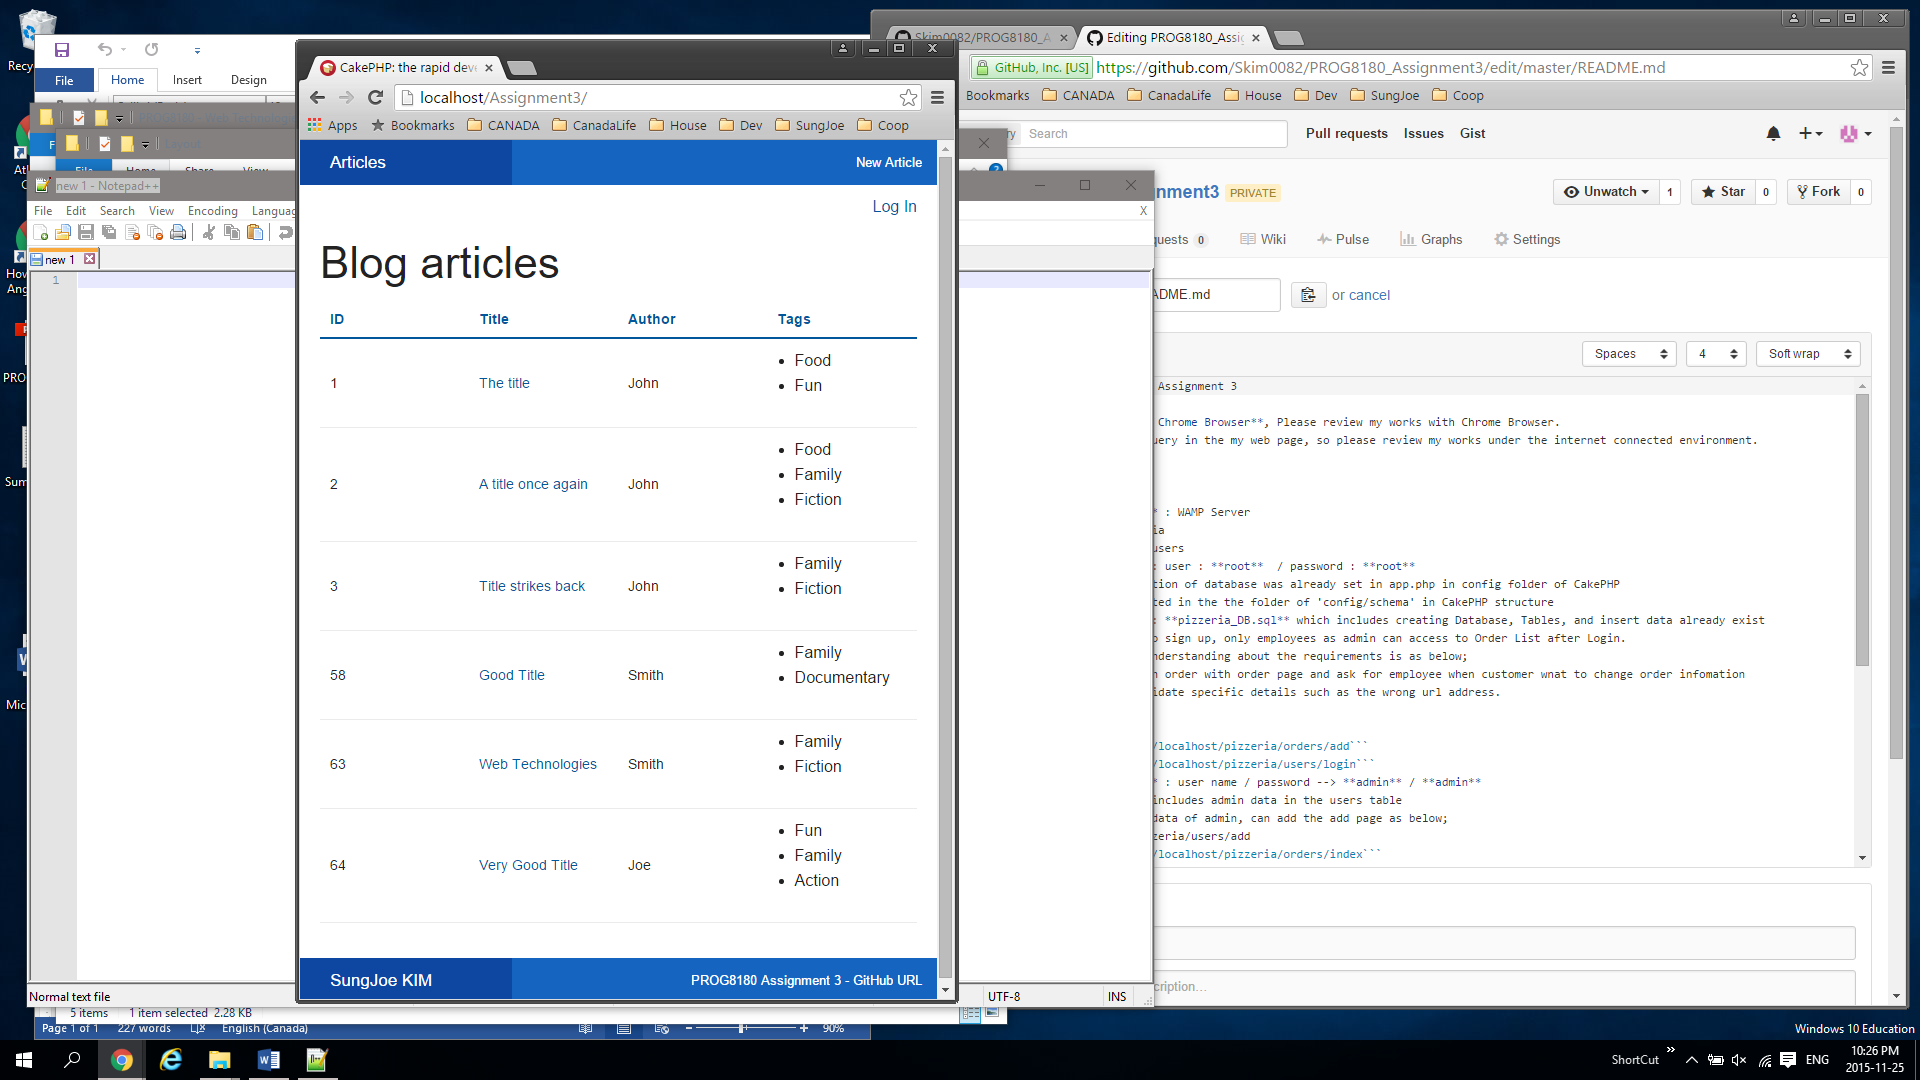 Recy
File
Home
Insert
Design
File
Home
Share
View
new 1 - Notepad++
File Edit Search View Encoding Languag
new 1
1
Normal text file
UTF-8
INS
5 items 1 item selected 2.28 KB
Page 1 of 1 227 words English (Canada)
90%
CakePHP: the rapid deve
localhost/Assignment3/
Apps Bookmarks CANADA CanadaLife House Dev SungJoe Coop
Articles
New Article
Log In
Blog articles
ID Title Author Tags
1 The title John
Food
Fun
2 A title once again John
Food
Family
Fiction
3 Title strikes back John
Family
Fiction
58 Good Title Smith
Family
Documentary
63 Web Technologies Smith
Family
Fiction
64 Very Good Title Joe
Fun
Family
Action
SungJoe KIM
PROG8180 Assignment 3 - GitHub URL
Skim0082/PROG8180_A
Editing PROG8180_Assig
GitHub, Inc. [US] https://github.com/Skim0082/PROG8180_Assignment3/edit/master/README.md
Bookmarks CANADA CanadaLife House Dev SungJoe Coop
Search
Pull requests Issues Gist
nment3 PRIVATE
Unwatch 1 Star 0 Fork 0
quests 0 Wiki Pulse Graphs Settings
ADME.md
or cancel
Spaces 4 Soft wrap
Assignment 3
Chrome Browser**, Please review my works with Chrome Browser.
uery in the my web page, so please review my works under the internet connected environment.
* : WAMP Server
ia
users
: user : **root** / password : **root**
tion of database was already set in app.php in config folder of CakePHP
ted in the the folder of 'config/schema' in CakePHP structure
: **pizzeria_DB.sql** which includes creating Database, Tables, and insert data already exist
o sign up, only employees as admin can access to Order List after Login.
nderstanding about the requirements is as below;
n order with order page and ask for employee when customer wnat to change order infomation
idate specific details such as the wrong url address.
/localhost/pizzeria/orders/add```
/localhost/pizzeria/users/login```
* : user name / password --> **admin** / **admin**
includes admin data in the users table
data of admin, can add the add page as below;
zeria/users/add
/localhost/pizzeria/orders/index```
cription...
Windows 10 Education
ShortCut
ENG
10:26 PM
2015-11-25